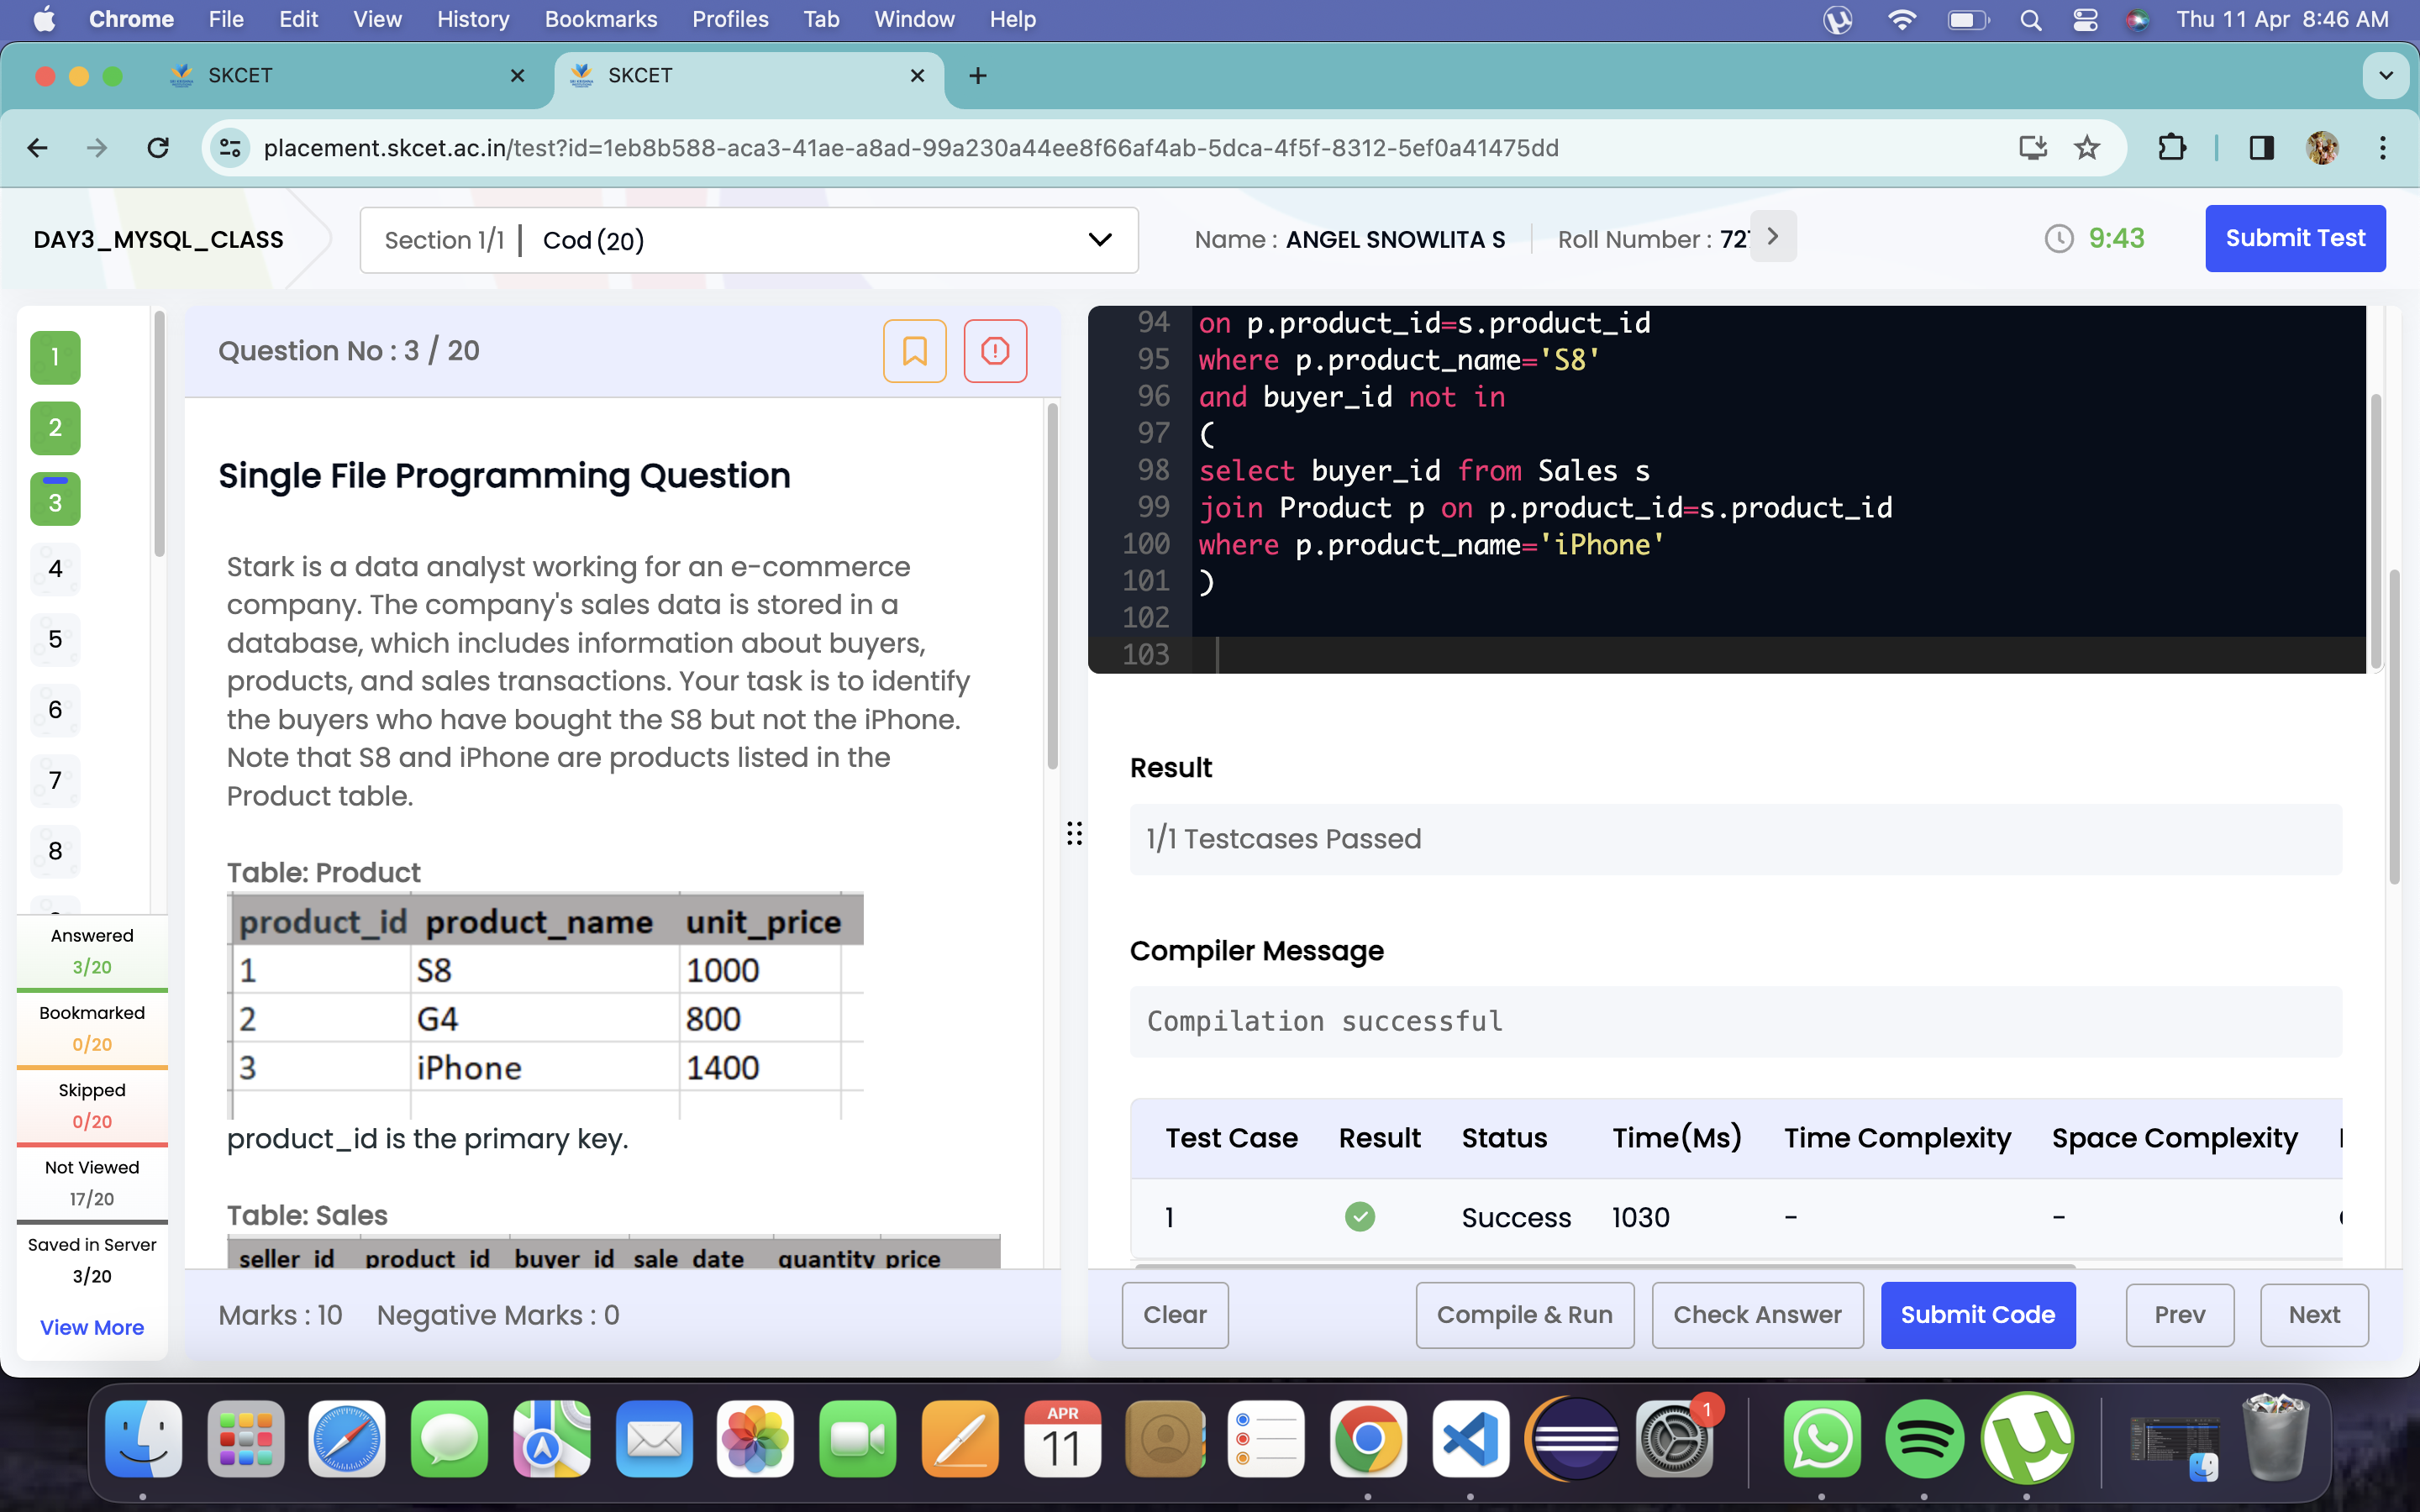 Chrome File Edit View History Bookmarks Profiles Tab Window Help Thu 11 Apr 8:46 AM
SKCET SKCET
placement.skcet.ac.in/test?id=1eb8b588-aca3-41ae-a8ad-99a230a44ee8f66af4ab-5dca-4f5f-8312-5ef0a41475dd
DAY3_MYSQL_CLASS Section 1/1 | Cod (20) Name : ANGEL SNOWLITA S Roll Number : 9:43 Submit Test
1
2
3
4
5
6
7
8
Answered
3/20
Bookmarked
0/20
Skipped
0/20
Not Viewed
17/20
Saved in Server
3/20
View More
Question No : 3 / 20
Single File Programming Question
Stark is a data analyst working for an e-commerce
company. The company's sales data is stored in a
database, which includes information about buyers,
products, and sales transactions. Your task is to identify
the buyers who have bought the S8 but not the iPhone.
Note that S8 and iPhone are products listed in the
Product table.
Table: Product
product_id product_name unit_price
1 S8 1000
2 G4 800
3 iPhone 1400
product_id is the primary key.
Table: Sales
seller_id product_id buyer_id sale_date quantity price
Marks : 10 Negative Marks : 0
94 on p.product_id=s.product_id
95 where p.product_name='S8'
96 and buyer_id not in
97 (
98 select buyer_id from Sales s
99 join Product p on p.product_id=s.product_id
100 where p.product_name='iPhone'
101 )
102
103
Result
1/1 Testcases Passed
Compiler Message
Compilation successful
Test Case Result Status Time(Ms) Time Complexity Space Complexity
1 Success 1030 - -
Clear Compile & Run Check Answer Submit Code Prev Next
APR
11
1